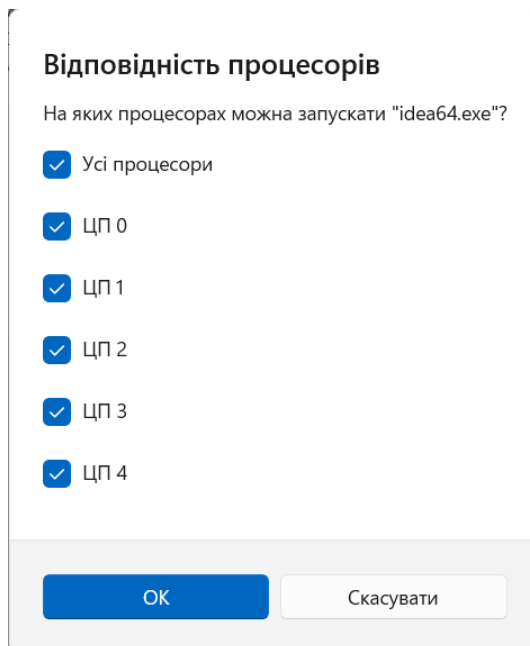 Відповідність процесорів
На яких процесорах можна запускати "idea64.exe"?
Усі процесори
ЦП 0
ЦП 1
ЦП 2
ЦП 3
ЦП 4
ОК
Скасувати